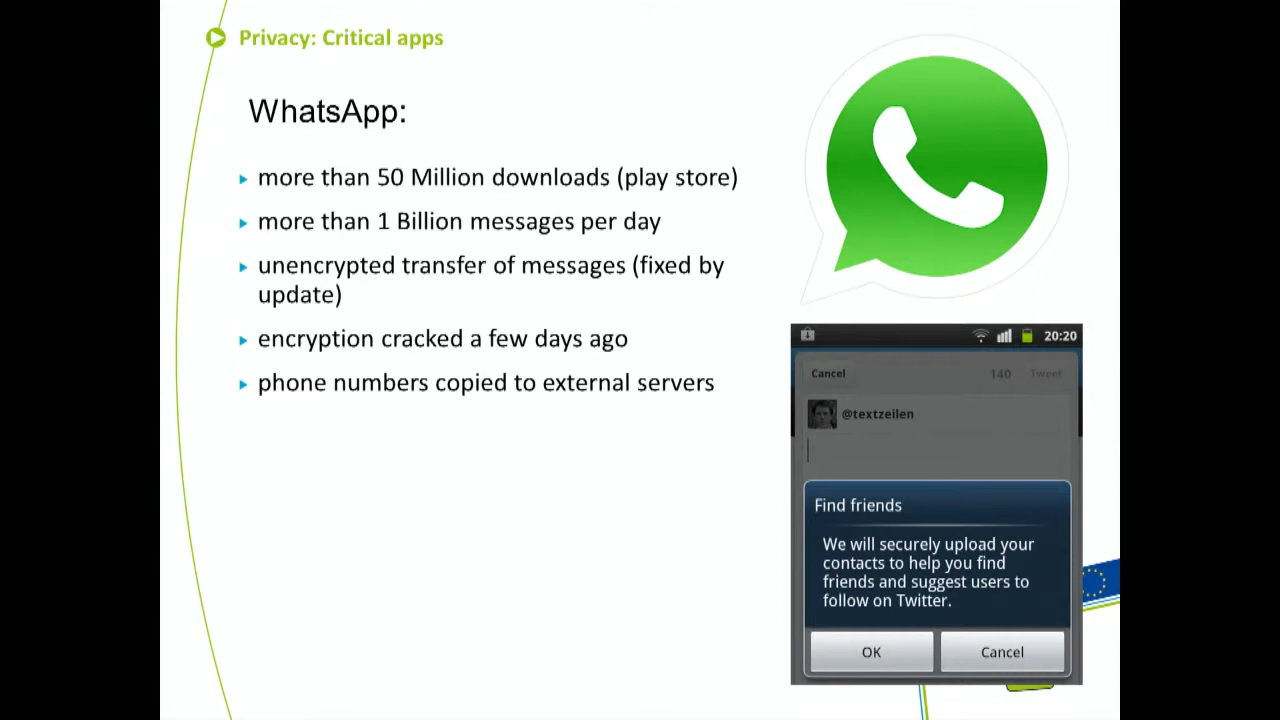 Privacy: Critical apps
WhatsApp:
more than 50 Million downloads (play store)
more than 1 Billion messages per day
unencrypted transfer of messages (fixed by
update)
encryption cracked a few days ago
phone numbers copied to external servers
20:20
Cancel 140 Tweet
@textzeilen
Find friends
We will securely upload your
contacts to help you find
friends and suggest users to
follow on Twitter.
OK Cancel